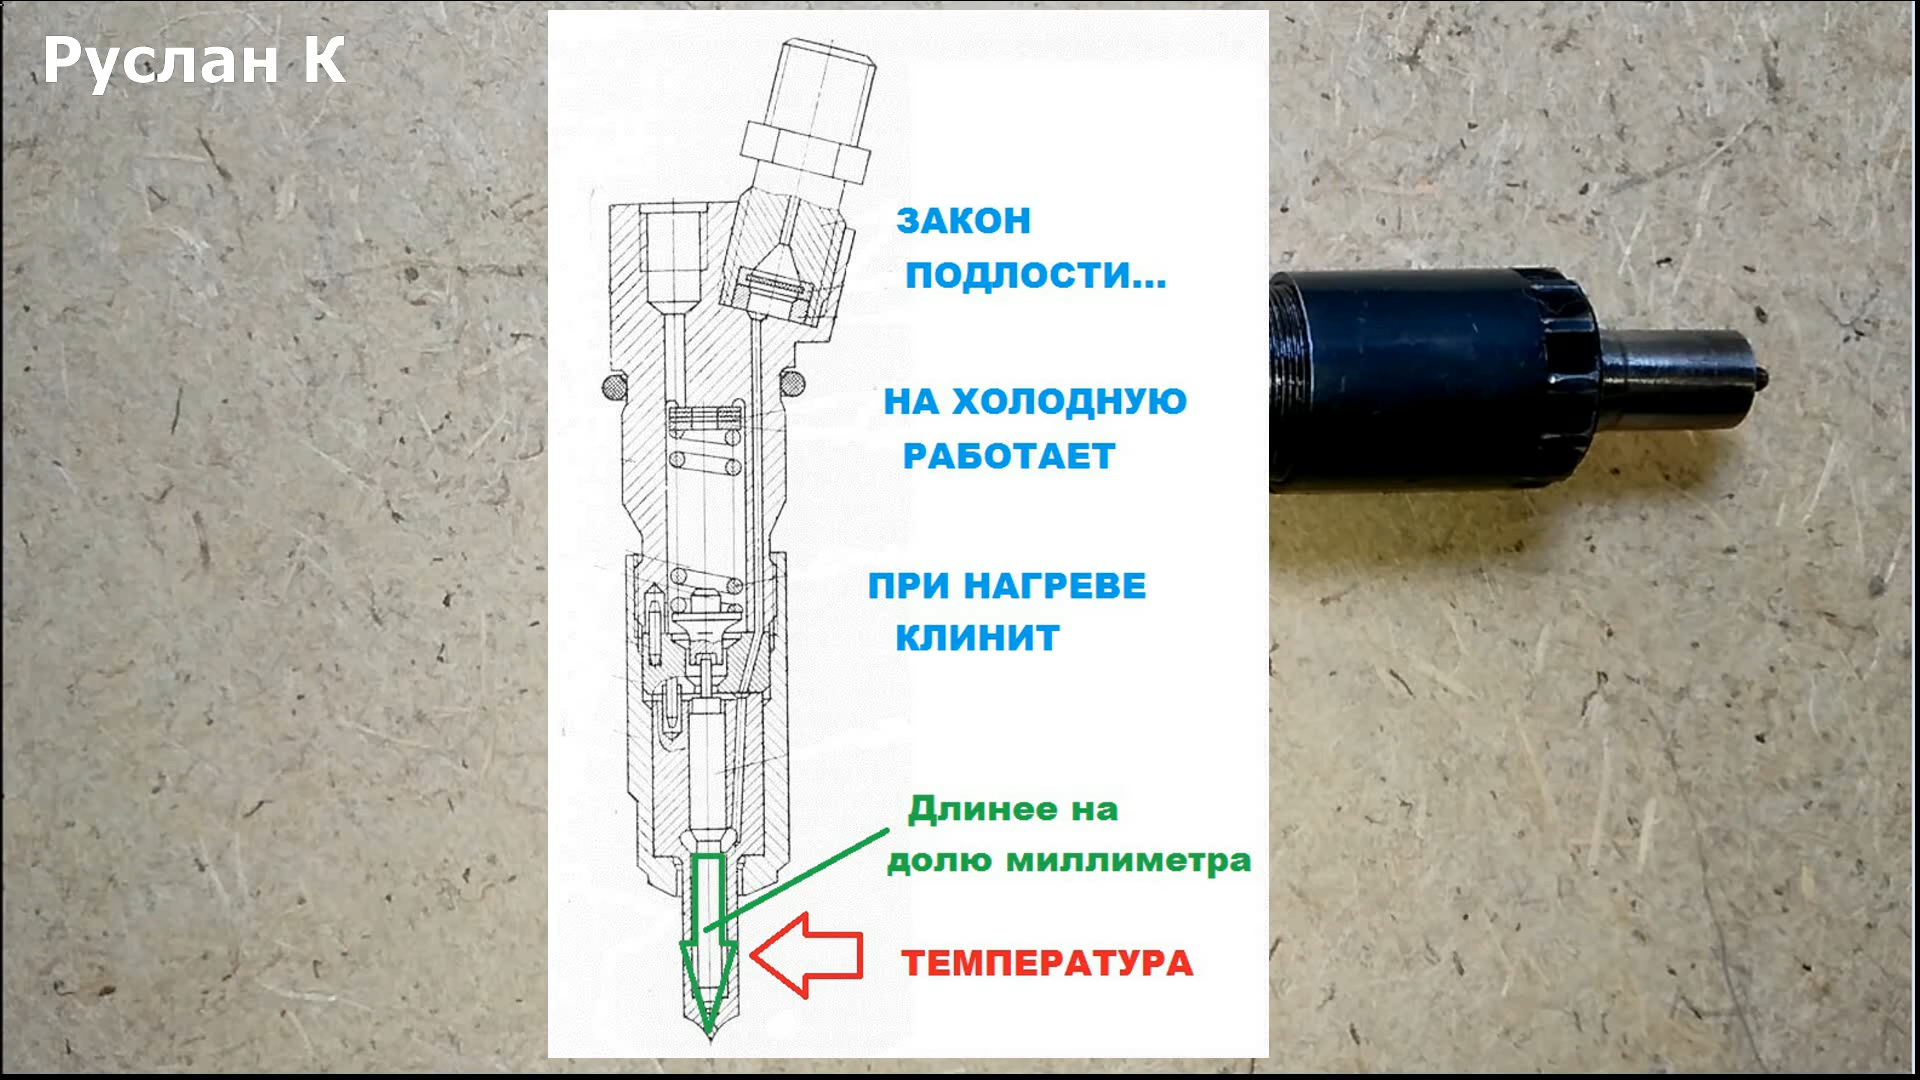 Руслан К
ЗАКОН
ПОДЛОСТИ...
НА ХОЛОДНУЮ
РАБОТАЕТ
ПРИ НАГРЕВЕ
КЛИНИТ
Длинее на
долю миллиметра
ТЕМПЕРАТУРА